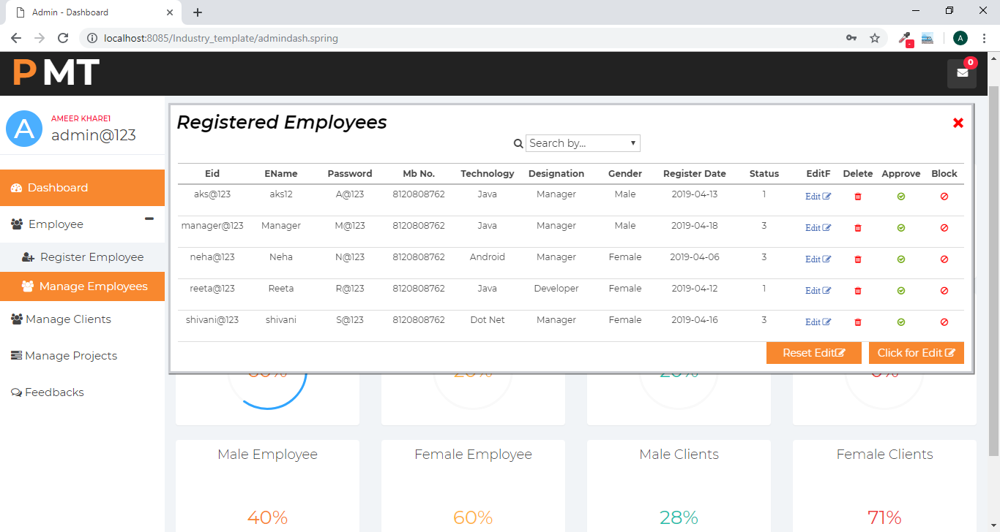 Admin - Dashboard
localhost:8085/Industry_template/admindash.spring
A
PMT
0
A
AMEER KHARE1
admin@123
Dashboard
Employee
Register Employee
Manage Employees
Manage Clients
Manage Projects
Feedbacks
Registered Employees
Search by...
Eid EName Password Mb No. Technology Designation Gender Register Date Status EditF Delete Approve Block
aks@123 aks12 A@123 8120808762 Java Manager Male 2019-04-13 1 Edit
manager@123 Manager M@123 8120808762 Java Manager Male 2019-04-18 3 Edit
neha@123 Neha N@123 8120808762 Android Manager Female 2019-04-06 3 Edit
reeta@123 Reeta R@123 8120808762 Java Developer Female 2019-04-12 1 Edit
shivani@123 shivani S@123 8120808762 Dot Net Manager Female 2019-04-16 3 Edit
Reset Edit Click for Edit
Male Employee Female Employee Male Clients Female Clients
40% 60% 28% 71%